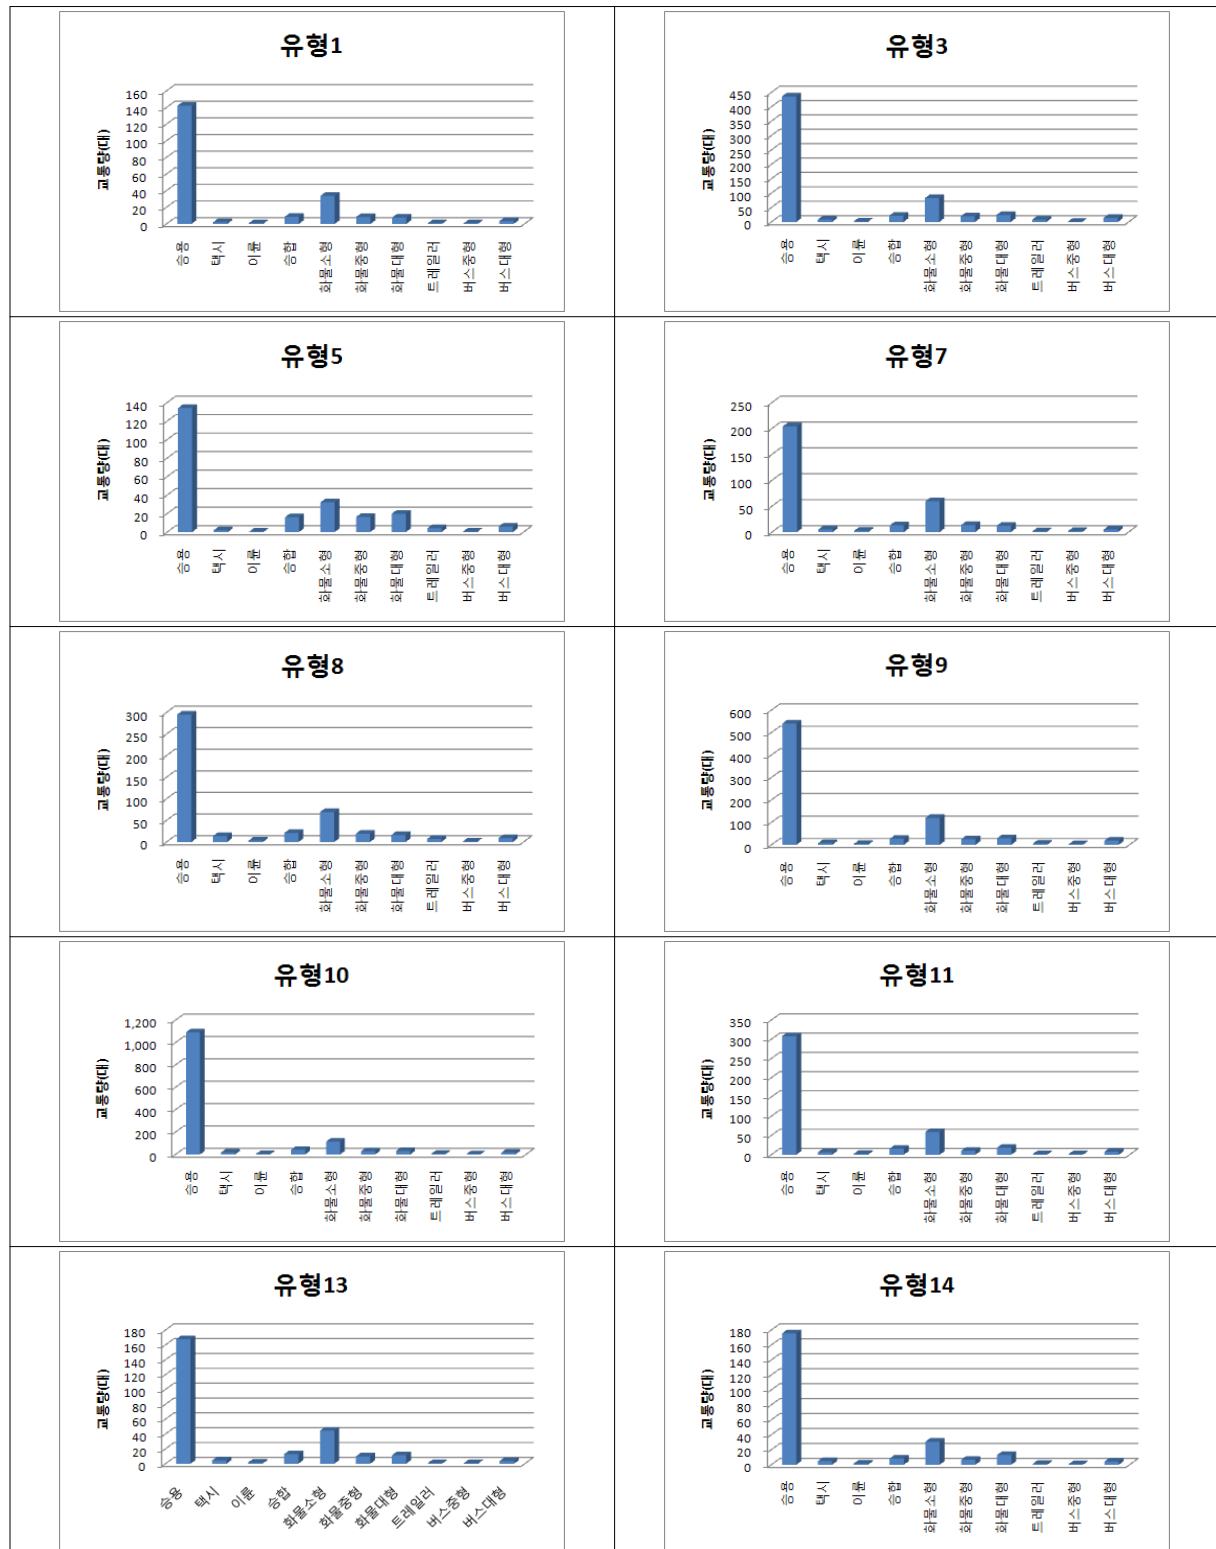 유형1
교통량(대)
160
140
120
100
80
60
40
20
0
승용
택시
이륜
승합
화물소형
화물중형
화물대형
트레일러
버스중형
버스대형
유형3
교통량(대)
450
400
350
300
250
200
150
100
50
0
승용
택시
이륜
승합
화물소형
화물중형
화물대형
트레일러
버스중형
버스대형
유형5
교통량(대)
140
120
100
80
60
40
20
0
승용
택시
이륜
승합
화물소형
화물중형
화물대형
트레일러
버스중형
버스대형
유형7
교통량(대)
250
200
150
100
50
0
승용
택시
이륜
승합
화물소형
화물중형
화물대형
트레일러
버스중형
버스대형
유형8
교통량(대)
300
250
200
150
100
50
0
승용
택시
이륜
승합
화물소형
화물중형
화물대형
트레일러
버스중형
버스대형
유형9
교통량(대)
600
500
400
300
200
100
0
승용
택시
이륜
승합
화물소형
화물중형
화물대형
트레일러
버스중형
버스대형
유형10
교통량(대)
1,200
1,000
800
600
400
200
0
승용
택시
이륜
승합
화물소형
화물중형
화물대형
트레일러
버스중형
버스대형
유형11
교통량(대)
350
300
250
200
150
100
50
0
승용
택시
이륜
승합
화물소형
화물중형
화물대형
트레일러
버스중형
버스대형
유형13
교통량(대)
180
160
140
120
100
80
60
40
20
0
승용
택시
이륜
승합
화물소형
화물중형
화물대형
트레일러
버스중형
버스대형
유형14
교통량(대)
180
160
140
120
100
80
60
40
20
0
승용
택시
이륜
승합
화물소형
화물중형
화물대형
트레일러
버스중형
버스대형